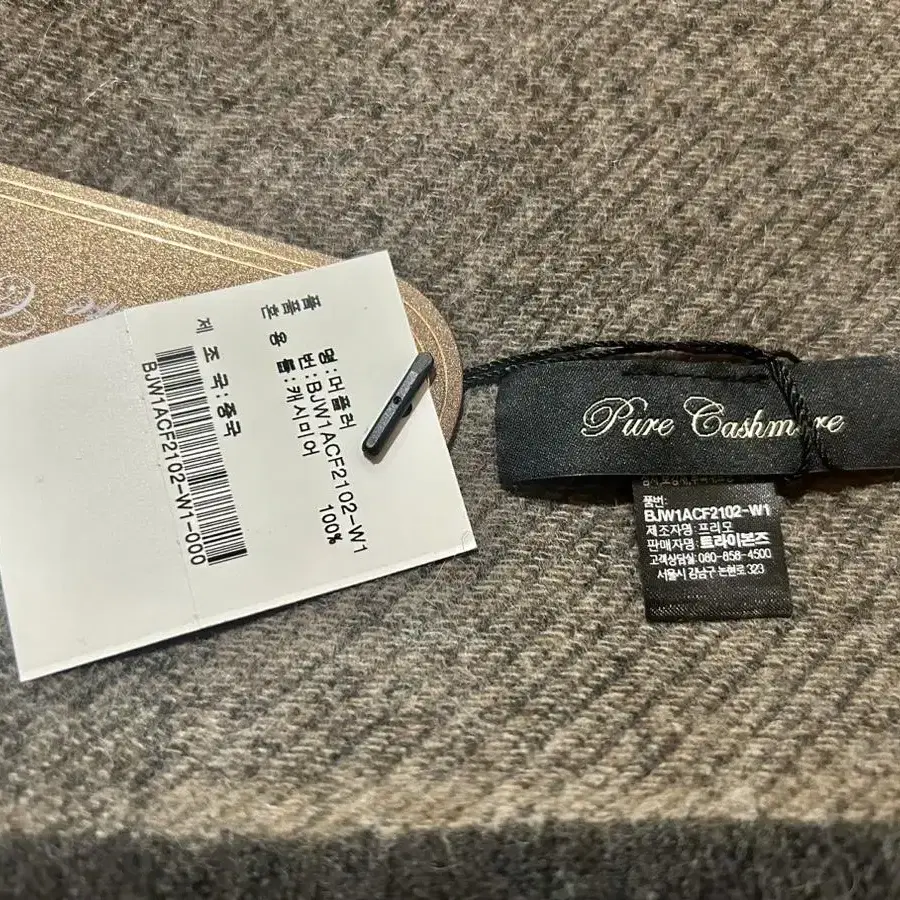 품 명:머플러
품 번:BJW1ACF2102-W1
혼 용 률:캐시미어 100%
제 조 국:중국
BJW1ACF2102-W1-000
Pure Cashmere
품번:
BJW1ACF2102-W1
제조자명:프리모
판매자명:트라이본즈
고객상담실:080-858-4500
서울시 강남구 논현로 323